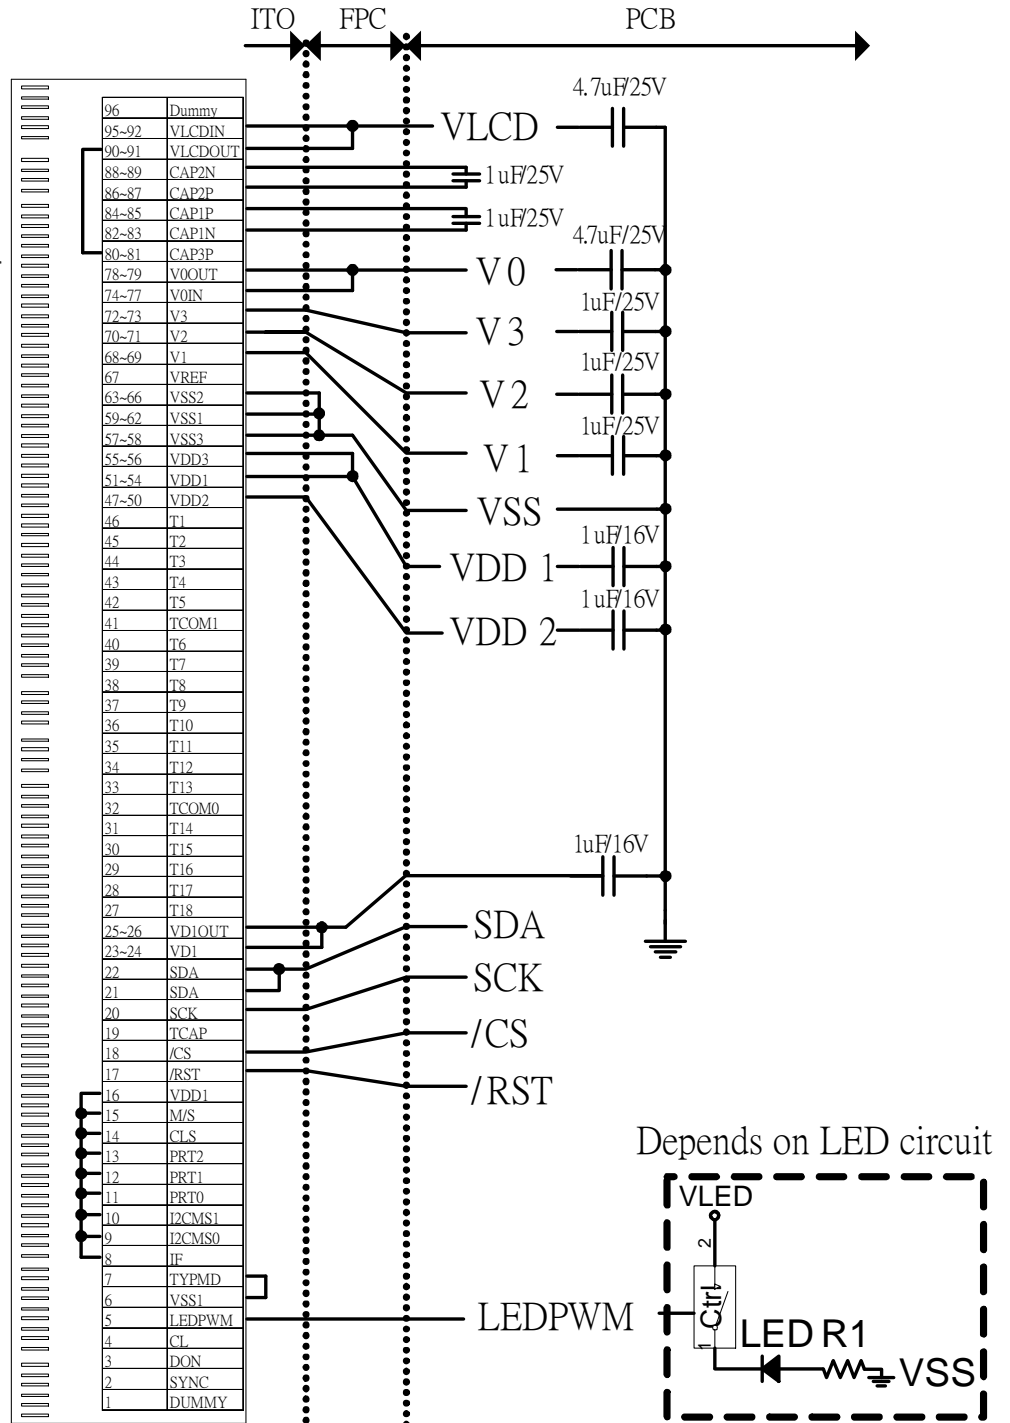 ITO FPC PCB
4.7uF/25V
96 Dummy
95~92 VLCDIN VLCD
90~91 VLCDOUT
88~89 CAP2N 1uF/25V
86~87 CAP2P
84~85 CAP1P 1uF/25V
82~83 CAP1N 4.7uF/25V
80~81 CAP3P
78~79 V0OUT V0
74~77 V0IN 1uF/25V
72~73 V3 V3
70~71 V2
68~69 V1 1uF/25V
67 VREF V2
63~66 VSS2
59~62 VSS1 1uF/25V
57~58 VSS3
55~56 VDD3 V1
51~54 VDD1
47~50 VDD2
46 T1 VSS
45 T2 1uF/16V
44 T3 VDD 1
43 T4
42 T5 1uF/16V
41 TCOM1 VDD 2
40 T6
39 T7
38 T8
37 T9
36 T10
35 T11
34 T12
33 T13
32 TCOM0
31 T14
30 T15 1uF/16V
29 T16
28 T17
27 T18
25~26 VD1OUT SDA
23~24 VD1
22 SDA SCK
21 SDA
20 SCK
19 TCAP /CS
18 /CS
17 /RST /RST
16 VDD1
15 M/S
14 CLS Depends on LED circuit
13 PRT2
12 PRT1
11 PRT0 VLED
10 I2CMS1
9 I2CMS0 2
8 IF
7 TYPMD
6 VSS1 Ctrl
5 LEDPWM LEDPWM
4 CL 1 LED R1
3 DON
2 SYNC VSS
1 DUMMY